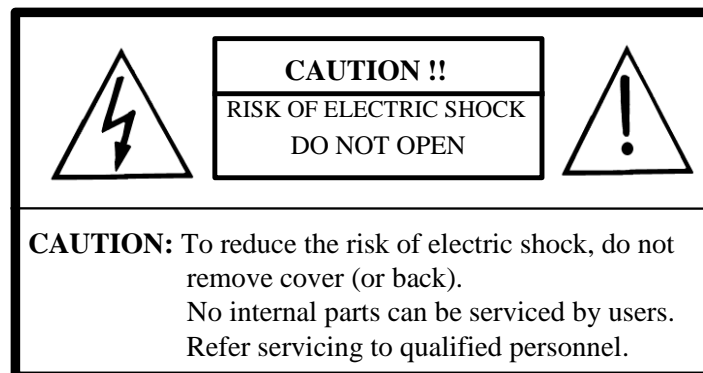 CAUTION !!
RISK OF ELECTRIC SHOCK
DO NOT OPEN
CAUTION: To reduce the risk of electric shock, do not
remove cover (or back).
No internal parts can be serviced by users.
Refer servicing to qualified personnel.